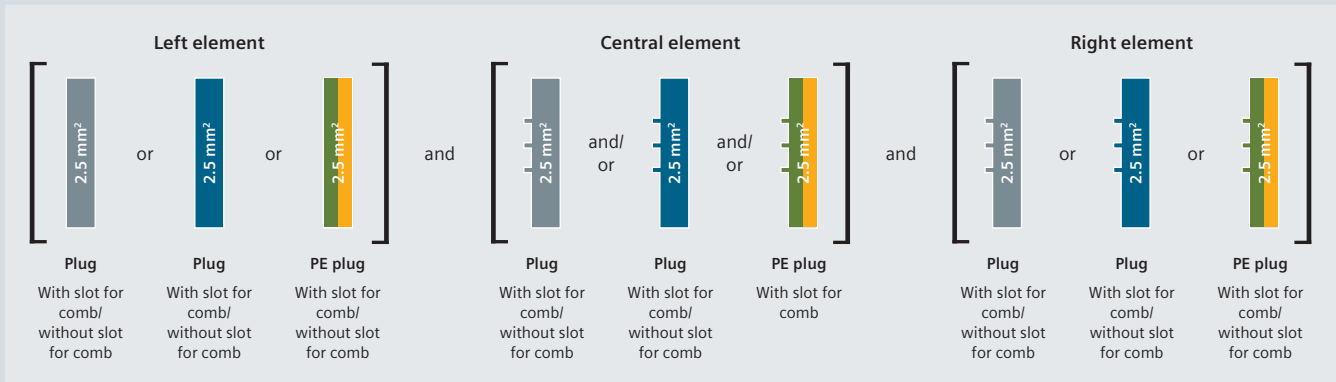 Left element
Central element
Right element
2.5 mm²
or
2.5 mm²
or
2.5 mm²
and
2.5 mm²
and/
or
2.5 mm²
and/
or
2.5 mm²
and
2.5 mm²
or
2.5 mm²
or
2.5 mm²
Plug
With slot for
comb/
without slot
for comb
Plug
With slot for
comb/
without slot
for comb
PE plug
With slot for
comb/
without slot
for comb
Plug
With slot for
comb/
without slot
for comb
Plug
With slot for
comb/
without slot
for comb
PE plug
With slot for
comb
Plug
With slot for
comb/
without slot
for comb
Plug
With slot for
comb/
without slot
for comb
PE plug
With slot for
comb/
without slot
for comb